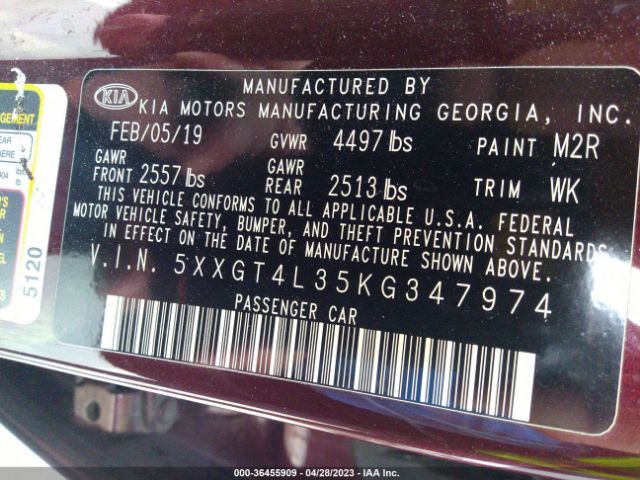 MANUFACTURED BY
KIA KIA MOTORS MANUFACTURING GEORGIA, INC.
FEB/05/19 GVWR 4497 lbs PAINT M2R
GAWR FRONT 2557 lbs GAWR REAR 2513 lbs TRIM WK
THIS VEHICLE CONFORMS TO ALL APPLICABLE U.S.A. FEDERAL
MOTOR VEHICLE SAFETY, BUMPER, AND THEFT PREVENTION STANDARDS
IN EFFECT ON THE DATE OF MANUFACTURE SHOWN ABOVE.
V.I.N. 5XXGT4L35KG347974
PASSENGER CAR
5120
000-36455909 - 04/28/2023 - IAA Inc.